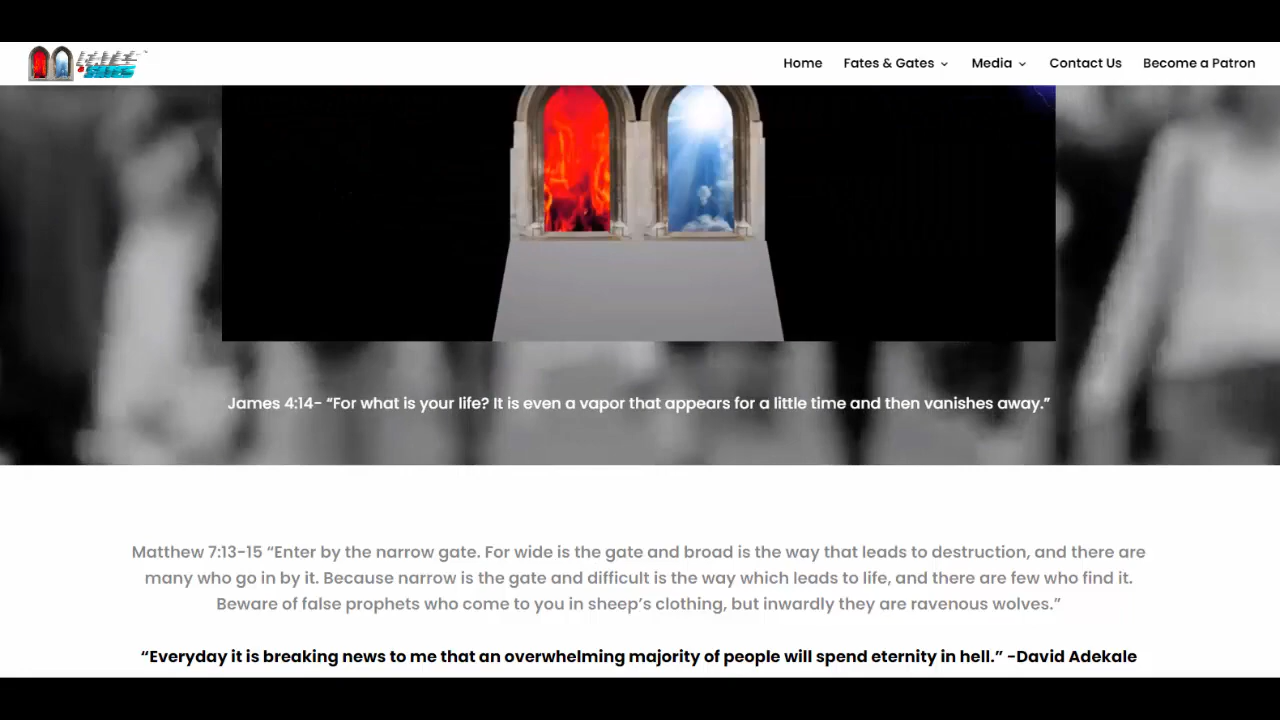 Home Fates & Gates Media Contact Us Become a Patron
James 4:14- “For what is your life? It is even a vapor that appears for a little time and then vanishes away.”
Matthew 7:13-15 “Enter by the narrow gate. For wide is the gate and broad is the way that leads to destruction, and there are
many who go in by it. Because narrow is the gate and difficult is the way which leads to life, and there are few who find it.
Beware of false prophets who come to you in sheep’s clothing, but inwardly they are ravenous wolves.”
“Everyday it is breaking news to me that an overwhelming majority of people will spend eternity in hell.” -David Adekale